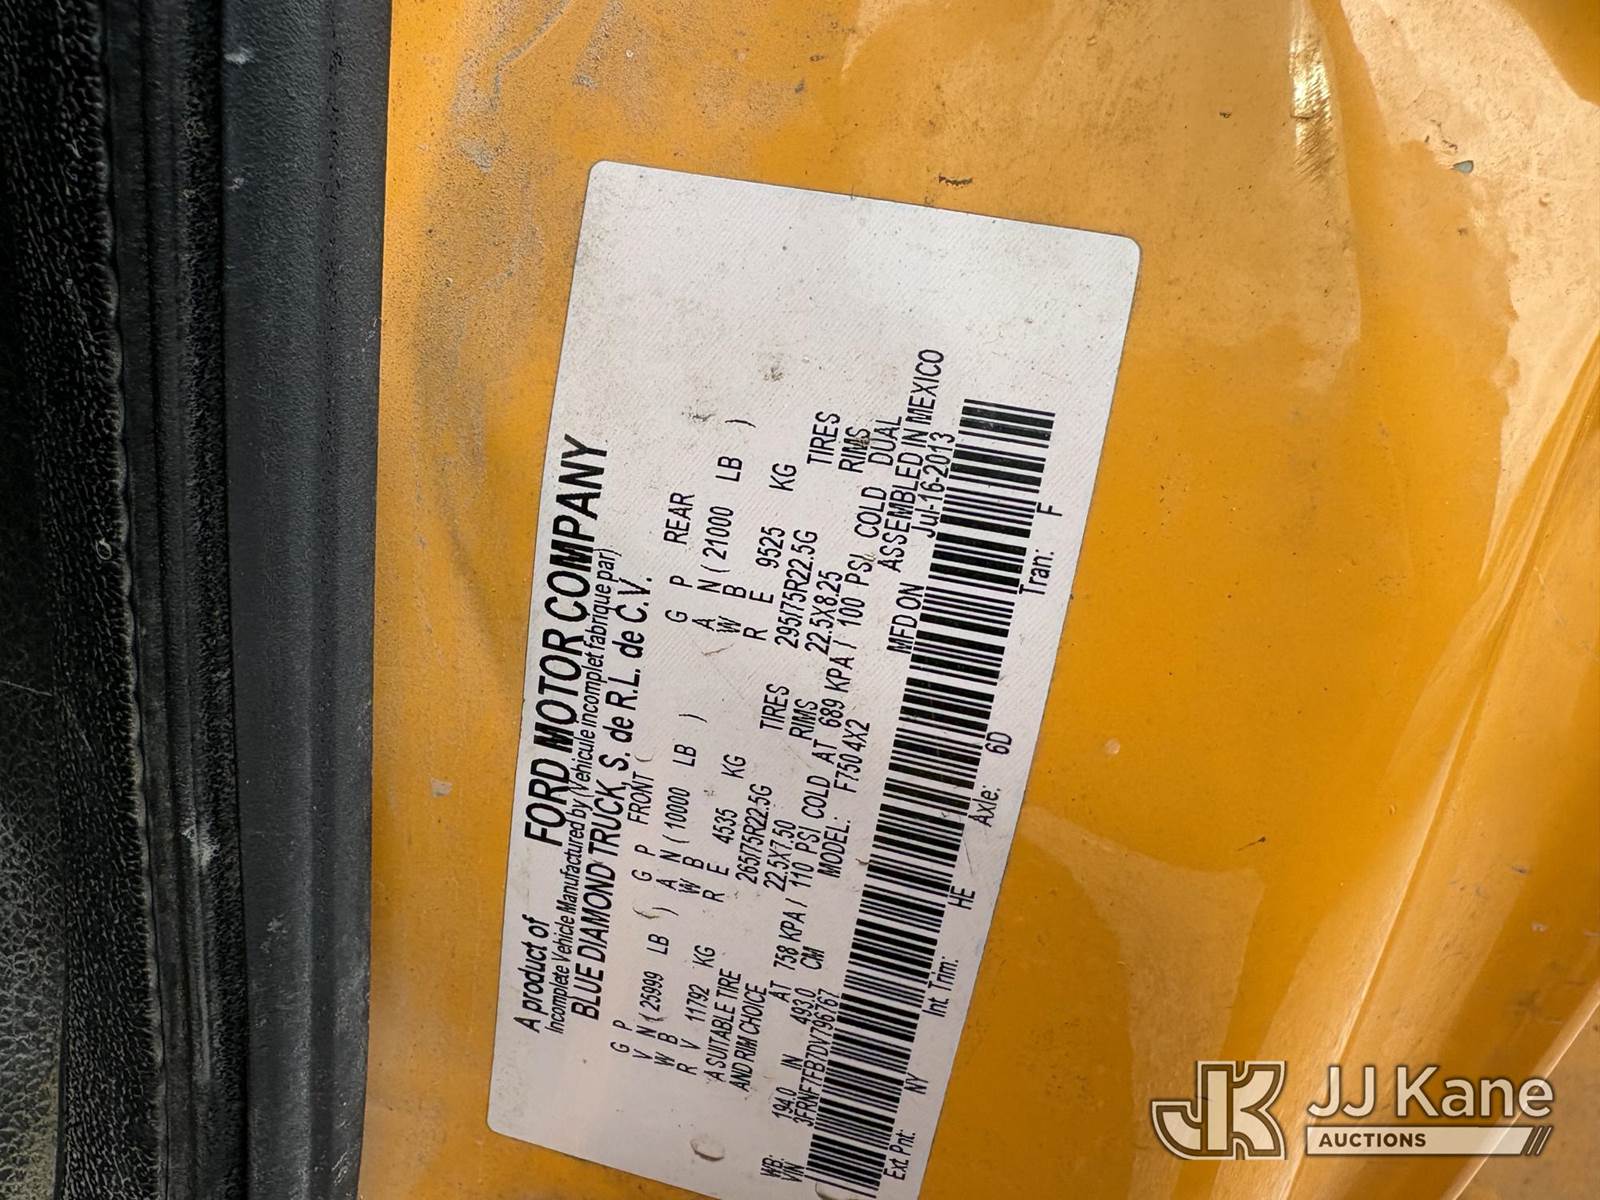 A product of FORD MOTOR COMPANY
Incomplete Vehicle Manufactured by (Vehicule incomplet fabrique par)
BLUE DIAMOND TRUCK, S. de R.L. de C.V.
G P ( G P FRONT ( G P REAR
V N ( 25999 LB ) A N ( 10000 LB ) A N ( 21000 LB )
W B W B W B
R V 11792 KG R E 4535 KG R E 9525 KG
A SUITABLE TIRE 265/75R22.5G TIRES 295/75R22.5G TIRES
AND RIM CHOICE 22.5X7.50 RIMS 22.5X8.25 RIMS
AT 758 KPA / 110 PSI COLD AT 689 KPA / 100 PSI COLD DUAL
WB: 194.0 IN 493.0 CM MODEL: F750 4X2 ASSEMBLED IN MEXICO
VIN 3FRNF7FB7DV796767 MFD ON Jul-16-2013
Ext Pnt: NY Int Trim: HE Axle: 6D Tran: F
JK JJ Kane
AUCTIONS